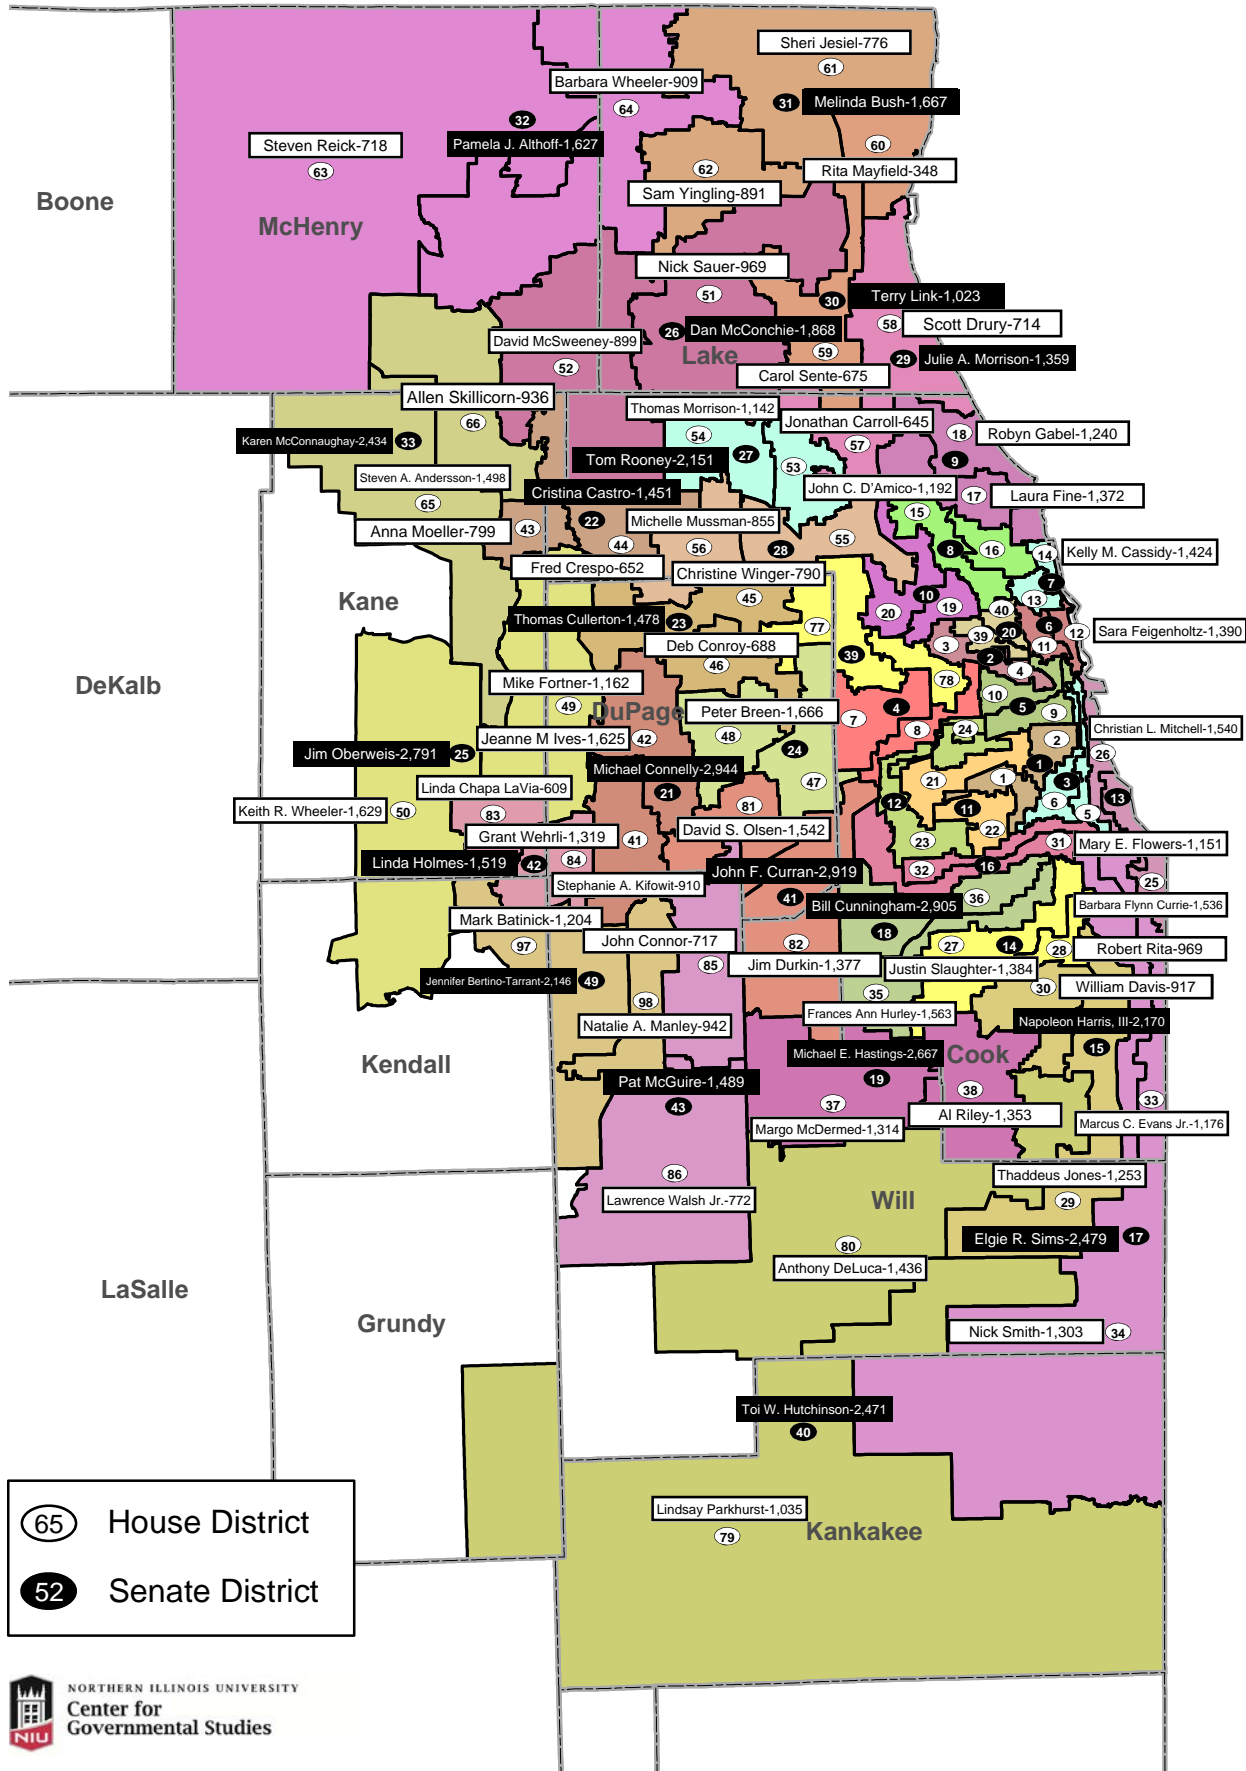 Sheri Jesiel-776
61
Barbara Wheeler-909
64
31 Melinda Bush-1,667
32
Pamela J. Althoff-1,627
Steven Reick-718
63
60
62
Rita Mayfield-348
Sam Yingling-891
Boone
McHenry
Nick Sauer-969
51
30 Terry Link-1,023
58 Scott Drury-714
26 Dan McConchie-1,868
David McSweeney-899
52
Lake
59
29 Julie A. Morrison-1,359
Carol Sente-675
Allen Skillicorn-936
66
Thomas Morrison-1,142
54
Jonathan Carroll-645
57
18 Robyn Gabel-1,240
Karen McConnaughay-2,434 33
Tom Rooney-2,151 27
53
9
Steven A. Andersson-1,498
65
Cristina Castro-1,451
John C. D'Amico-1,192
17 Laura Fine-1,372
15
Anna Moeller-799
43
22
44
Michelle Mussman-855
56
28
55
8
16
14 Kelly M. Cassidy-1,424
Fred Crespo-652
Christine Winger-790
45
7
13
Kane
10
20
19
40
Thomas Cullerton-1,478
23
77
6
12 Sara Feigenholtz-1,390
39
20
11
3
2
4
Deb Conroy-688
46
39
DeKalb
Mike Fortner-1,162
49
78
10
DuPage
Peter Breen-1,666
48
7
4
5
9
8
24
Christian L. Mitchell-1,540
26
Jim Oberweis-2,791 25
Jeanne M Ives-1,625
42
24
2
1
Michael Connelly-2,944
21
47
21
1
3
13
Linda Chapa LaVia-609
83
12
11
6
5
Keith R. Wheeler-1,629 50
81
David S. Olsen-1,542
23
22
Grant Wehrli-1,319
84
41
31
Mary E. Flowers-1,151
Linda Holmes-1,519 42
John F. Curran-2,919
32
16
25
Stephanie A. Kifowit-910
41
36
Bill Cunningham-2,905
18
Barbara Flynn Currie-1,536
Mark Batinick-1,204
97
John Connor-717
85
82
Jim Durkin-1,377
27
14
28
Robert Rita-969
Justin Slaughter-1,384
Jennifer Bertino-Tarrant-2,146 49
35
30
William Davis-917
98
Natalie A. Manley-942
Frances Ann Hurley-1,563
Napoleon Harris, III-2,170
15
Michael E. Hastings-2,667
19
Cook
Kendall
Pat McGuire-1,489
43
37
Margo McDermed-1,314
38
Al Riley-1,353
33
Marcus C. Evans Jr.-1,176
86
Lawrence Walsh Jr.-772
Thaddeus Jones-1,253
29
Will
80
Anthony DeLuca-1,436
Elgie R. Sims-2,479 17
LaSalle
Grundy
Nick Smith-1,303 34
Toi W. Hutchinson-2,471
40
Lindsay Parkhurst-1,035
79
Kankakee
65 House District
52 Senate District
NIU
NORTHERN ILLINOIS UNIVERSITY
Center for
Governmental Studies